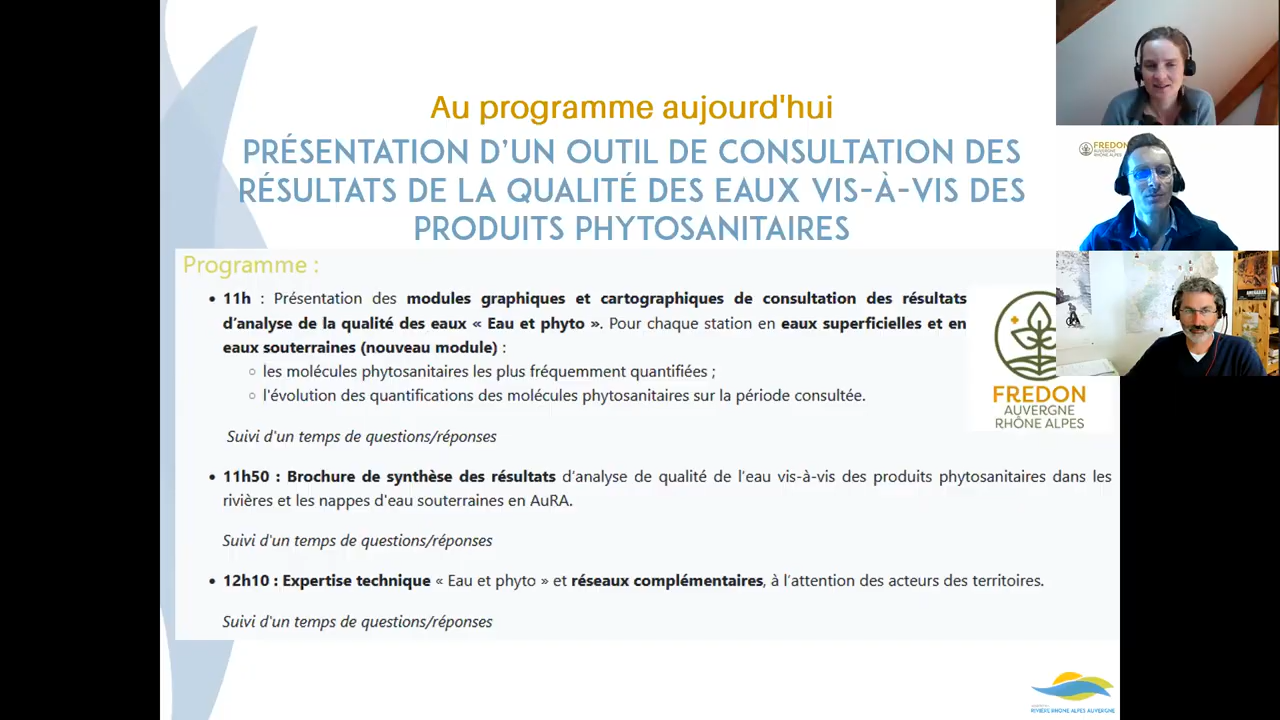 Au programme aujourd'hui
PRÉSENTATION D'UN OUTIL DE CONSULTATION DES
RÉSULTATS DE LA QUALITÉ DES EAUX VIS-À-VIS DES
PRODUITS PHYTOSANITAIRES
Programme :
• 11h : Présentation des modules graphiques et cartographiques de consultation des résultats
d'analyse de la qualité des eaux « Eau et phyto ». Pour chaque station en eaux superficielles et en
eaux souterraines (nouveau module) :
○ les molécules phytosanitaires les plus fréquemment quantifiées ;
○ l'évolution des quantifications des molécules phytosanitaires sur la période consultée.
Suivi d'un temps de questions/réponses
• 11h50 : Brochure de synthèse des résultats d'analyse de qualité de l'eau vis-à-vis des produits phytosanitaires dans les
rivières et les nappes d'eau souterraines en AuRA.
Suivi d'un temps de questions/réponses
• 12h10 : Expertise technique « Eau et phyto » et réseaux complémentaires, à l'attention des acteurs des territoires.
Suivi d'un temps de questions/réponses
FREDON
AUVERGNE
RHÔNE ALPES
FREDON
AUVERGNE
RHÔNE ALPES
RIVIÈRE RHÔNE ALPES AUVERGNE